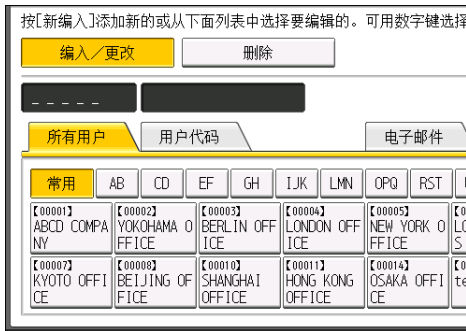 按[新编入]添加新的或从下面列表中选择要编辑的。可用数字键选择
编入／更改 删除
_ _ _ _ _
所有用户 用户代码 电子邮件
常用 AB CD EF GH IJK LMN OPQ RST
【00001】 【00002】 【00003】 【00004】 【00005】
ABCD COMPA YOKOHAMA O BERLIN OFF LONDON OFF NEW YORK O
NY FFICE ICE ICE FFICE
【00007】 【00008】 【00010】 【00011】 【00014】
KYOTO OFFI BEIJING OF SHANGHAI HONG KONG OSAKA OFFI
CE FICE OFFICE OFFICE CE